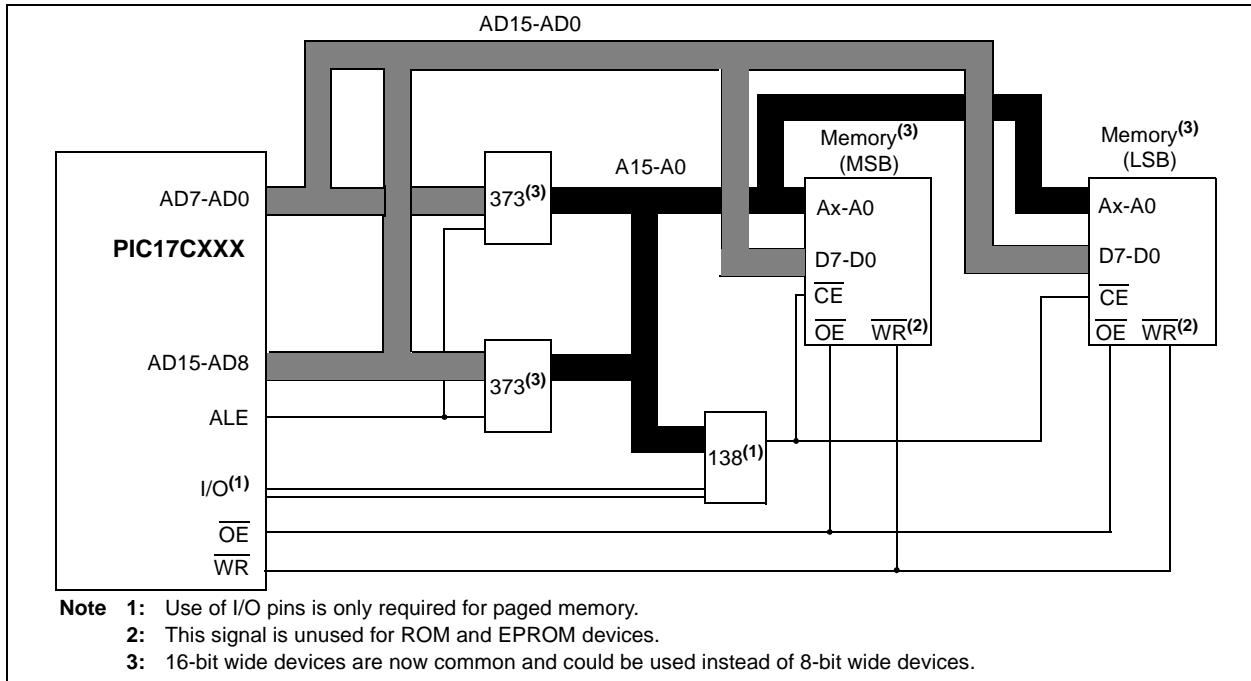 AD15-AD0
Memory(3)
(MSB)
Memory(3)
(LSB)
A15-A0
AD7-AD0
373(3)
Ax-A0
Ax-A0
PIC17CXXX
D7-D0
D7-D0
CE
CE
OE WR(2)
OE WR(2)
AD15-AD8
373(3)
ALE
138(1)
I/O(1)
OE
WR
Note 1: Use of I/O pins is only required for paged memory.
2: This signal is unused for ROM and EPROM devices.
3: 16-bit wide devices are now common and could be used instead of 8-bit wide devices.